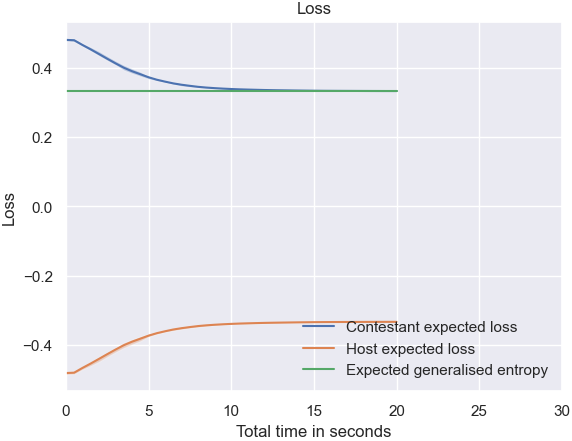 Loss
0.4
0.2
0.0
−0.2
−0.4
Loss
Contestant expected loss
Host expected loss
Expected generalised entropy
0 5 10 15 20 25 30
Total time in seconds